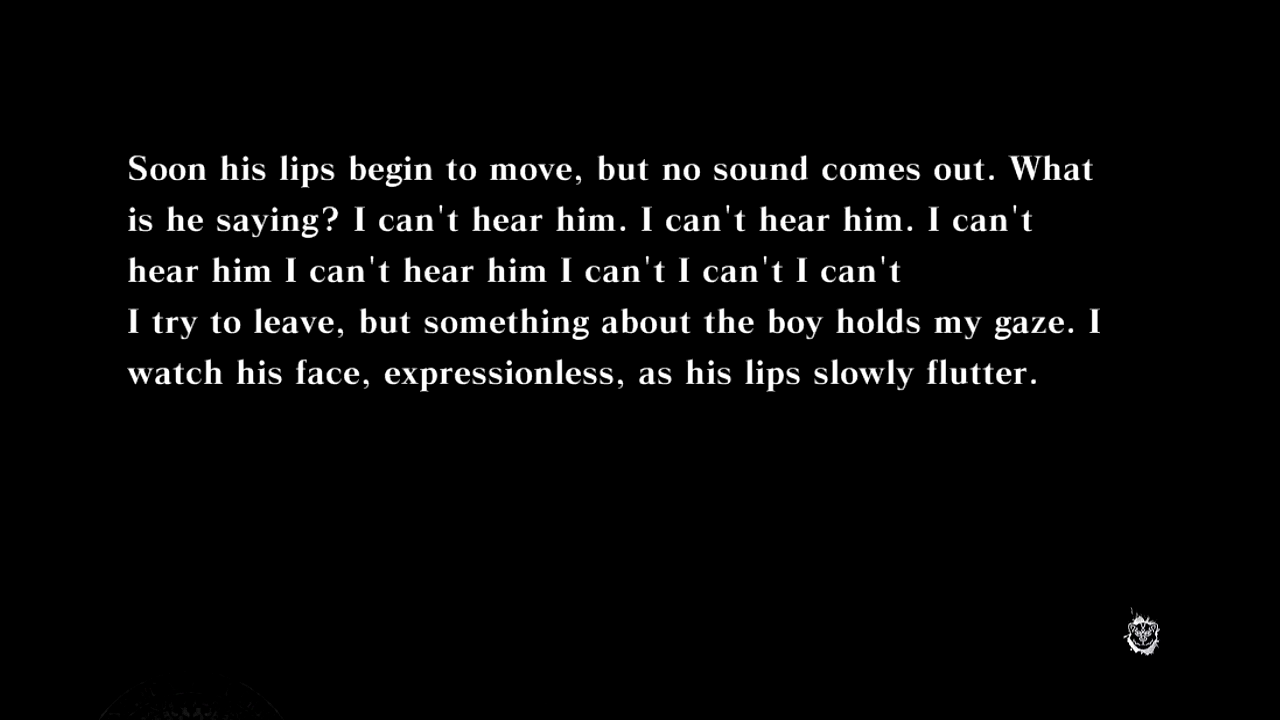 Soon his lips begin to move, but no sound comes out. What
is he saying? I can't hear him. I can't hear him. I can't
hear him I can't hear him I can't I can't I can't
I try to leave, but something about the boy holds my gaze. I
watch his face, expressionless, as his lips slowly flutter.